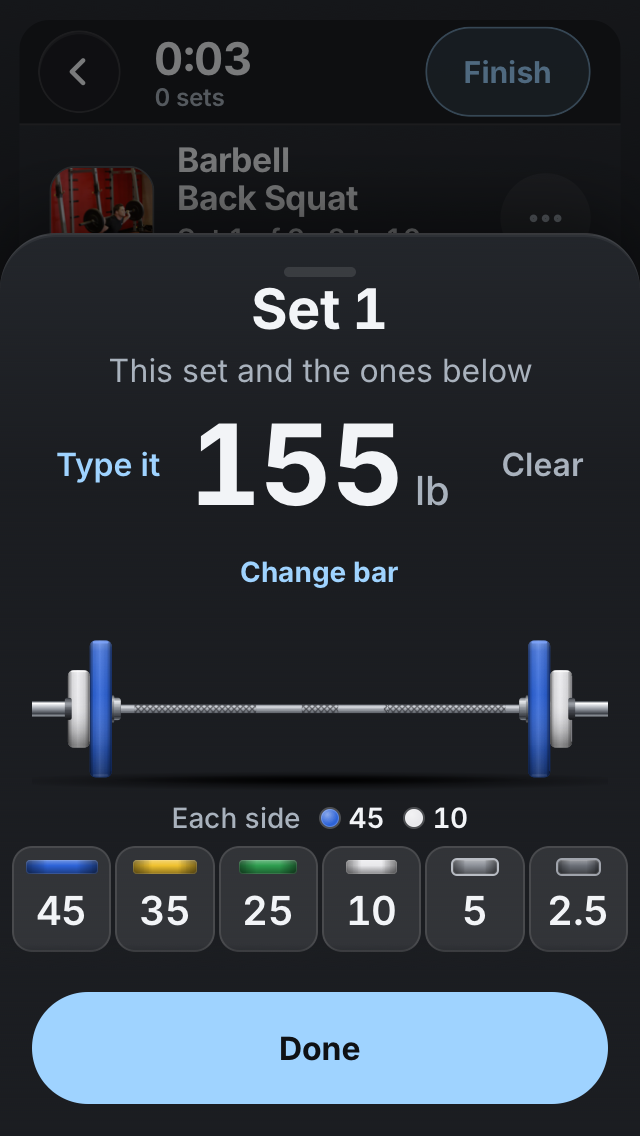 0:03
0 sets
Finish
Barbell
Back Squat
Set 1
This set and the ones below
Type it
155 lb
Clear
Change bar
Each side 45 10
45 35 25 10 5 2.5
Done